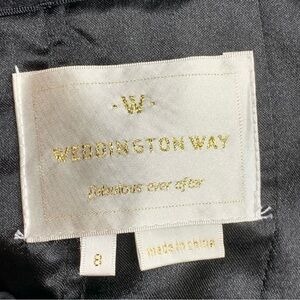 ·W·
WEDDINGTON WAY
fabulous ever after
8
made in china